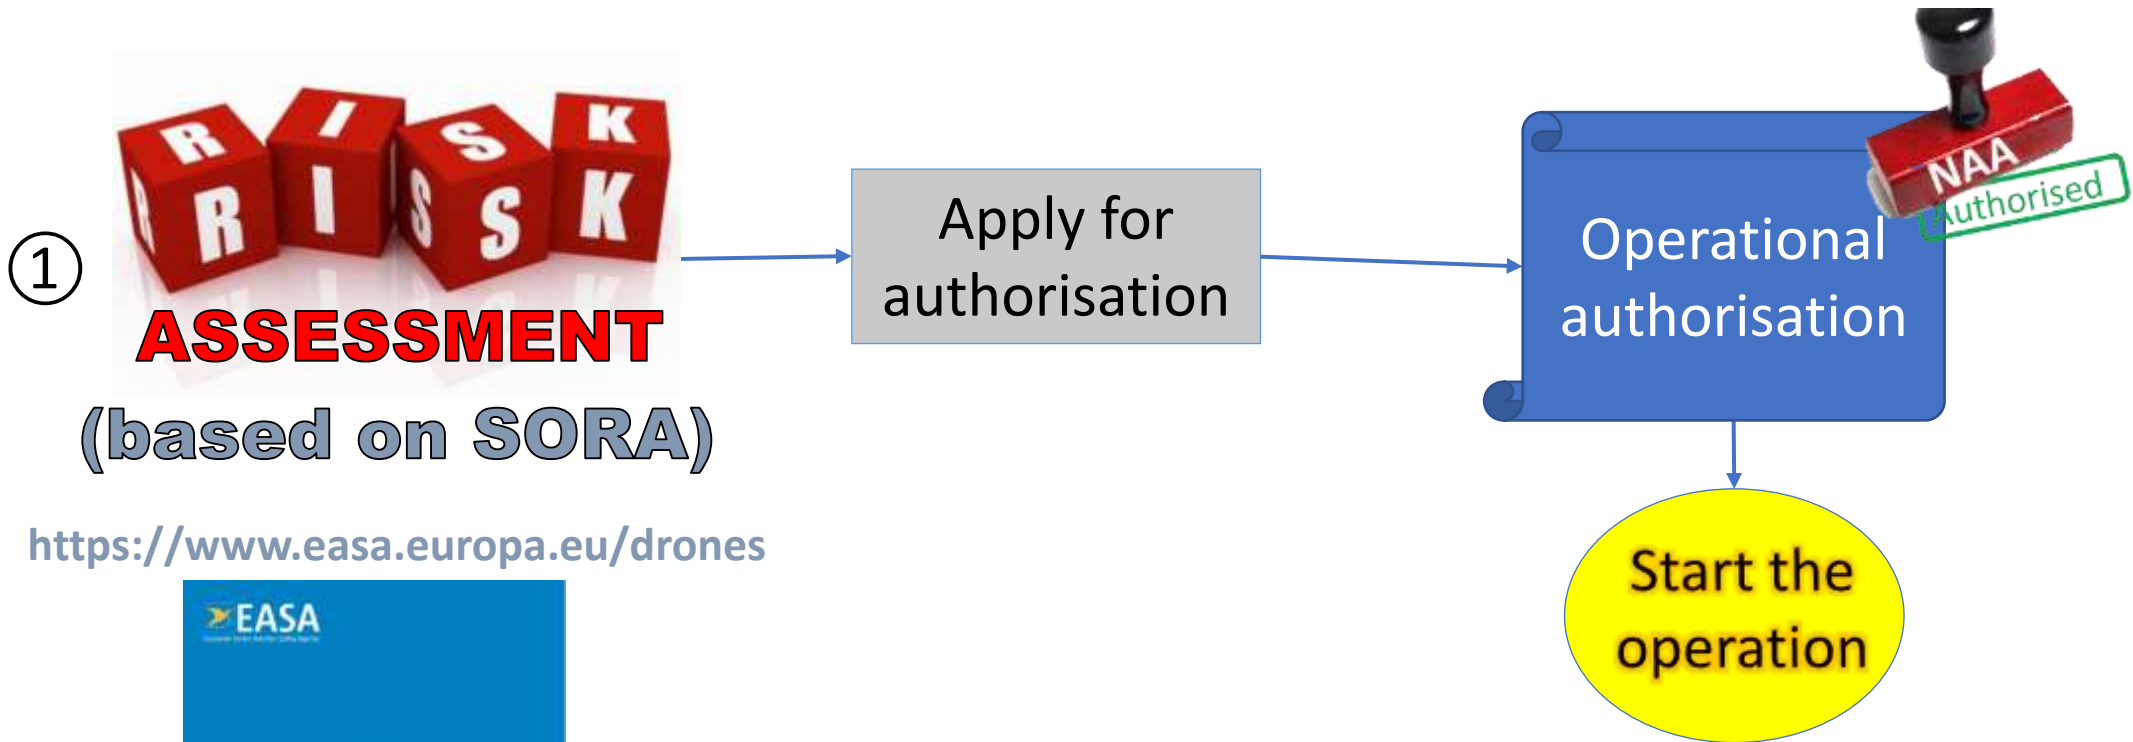 ①
RISK
ASSESSMENT
(based on SORA)
https://www.easa.europa.eu/drones
EASA
Apply for
authorisation
Operational
authorisation
NAA
Authorised
Start the
operation